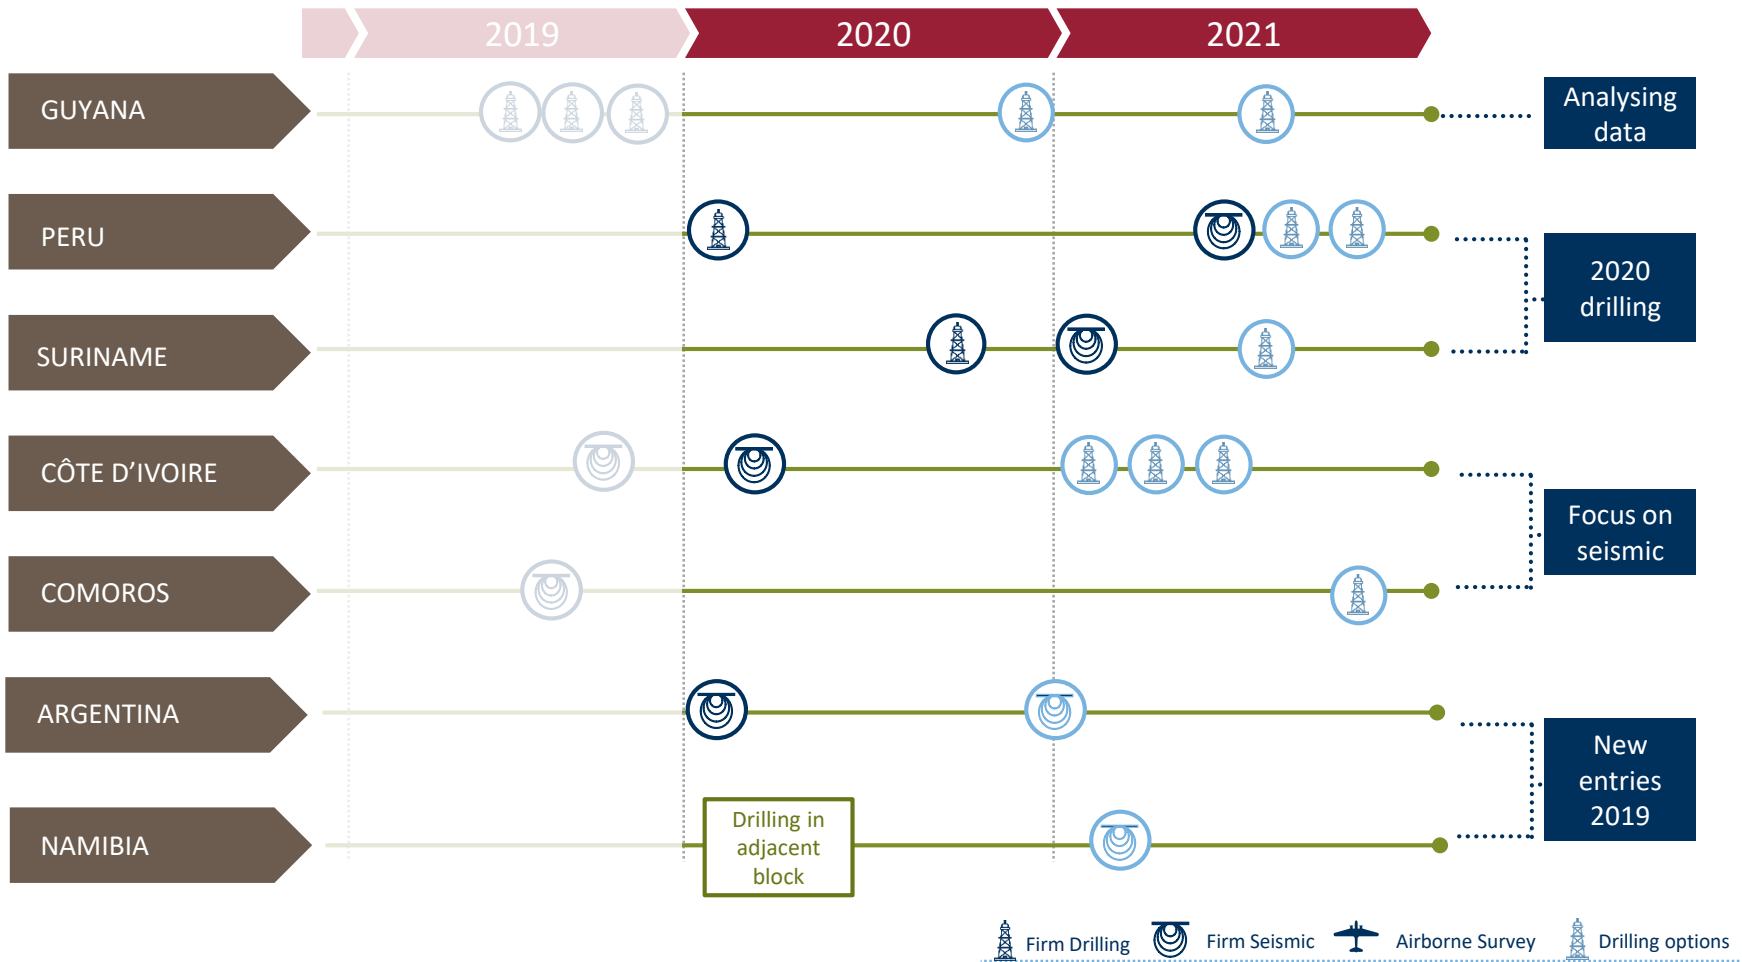 2019
2020
2021
GUYANA
Analysing
data
PERU
2020
drilling
SURINAME
CÔTE D’IVOIRE
Focus on
seismic
COMOROS
ARGENTINA
New
entries
2019
NAMIBIA
Drilling in
adjacent
block
Firm Drilling
Firm Seismic
Airborne Survey
Drilling options